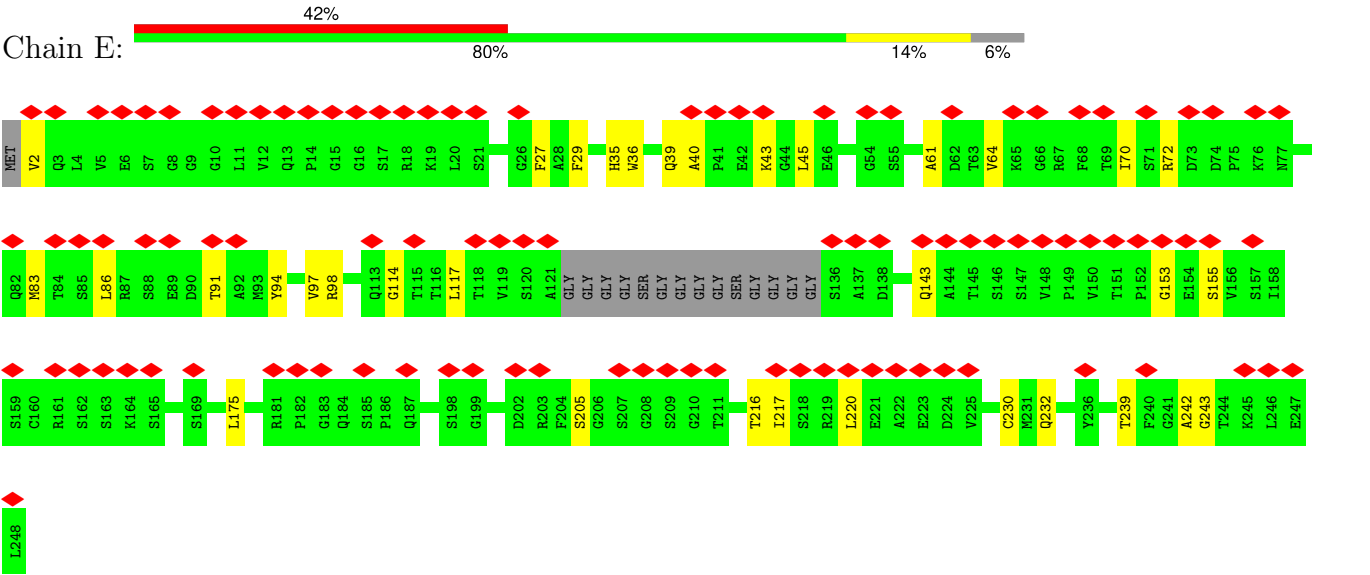 42%
Chain E:
80% 14% 6%
MET V2 Q3 L4 V5 E6 S7 G8 G9 G10 L11 V12 Q13 P14 G15 G16 S17 R18 K19 L20 S21 G26 F27 A28 F29 H35 W36 Q39 A40 P41 E42 K43 G44 L45 E46 G54 S55 A61 D62 T63 V64 K65 G66 R67 F68 T69 I70 S71 R72 D73 D74 P75 K76 N77
Q82 M83 T84 S85 L86 R87 S88 E89 D90 T91 A92 M93 Y94 V97 R98 Q113 G114 T115 T116 L117 T118 V119 S120 A121 GLY GLY GLY SER GLY GLY GLY GLY SER GLY GLY GLY GLY S136 A137 D138 Q143 A144 T145 S146 S147 V148 P149 V150 T151 P152 G153 E154 S155 V156 S157 I158
S159 C160 R161 S162 S163 K164 S165 S169 L175 R181 P182 G183 Q184 S185 P186 Q187 S198 G199 D202 R203 F204 S205 G206 S207 G208 S209 G210 T211 T216 I217 S218 R219 L220 E221 A222 E223 D224 V225 C230 M231 Q232 Y236 T239 F240 G241 A242 G243 T244 K245 L246 E247
L248